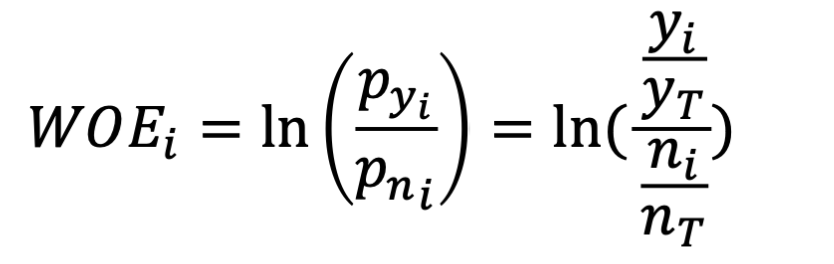 WOE_i = ln(p_{y_i}/p_{n_i}) = ln((y_i/y_T)/(n_i/n_T))